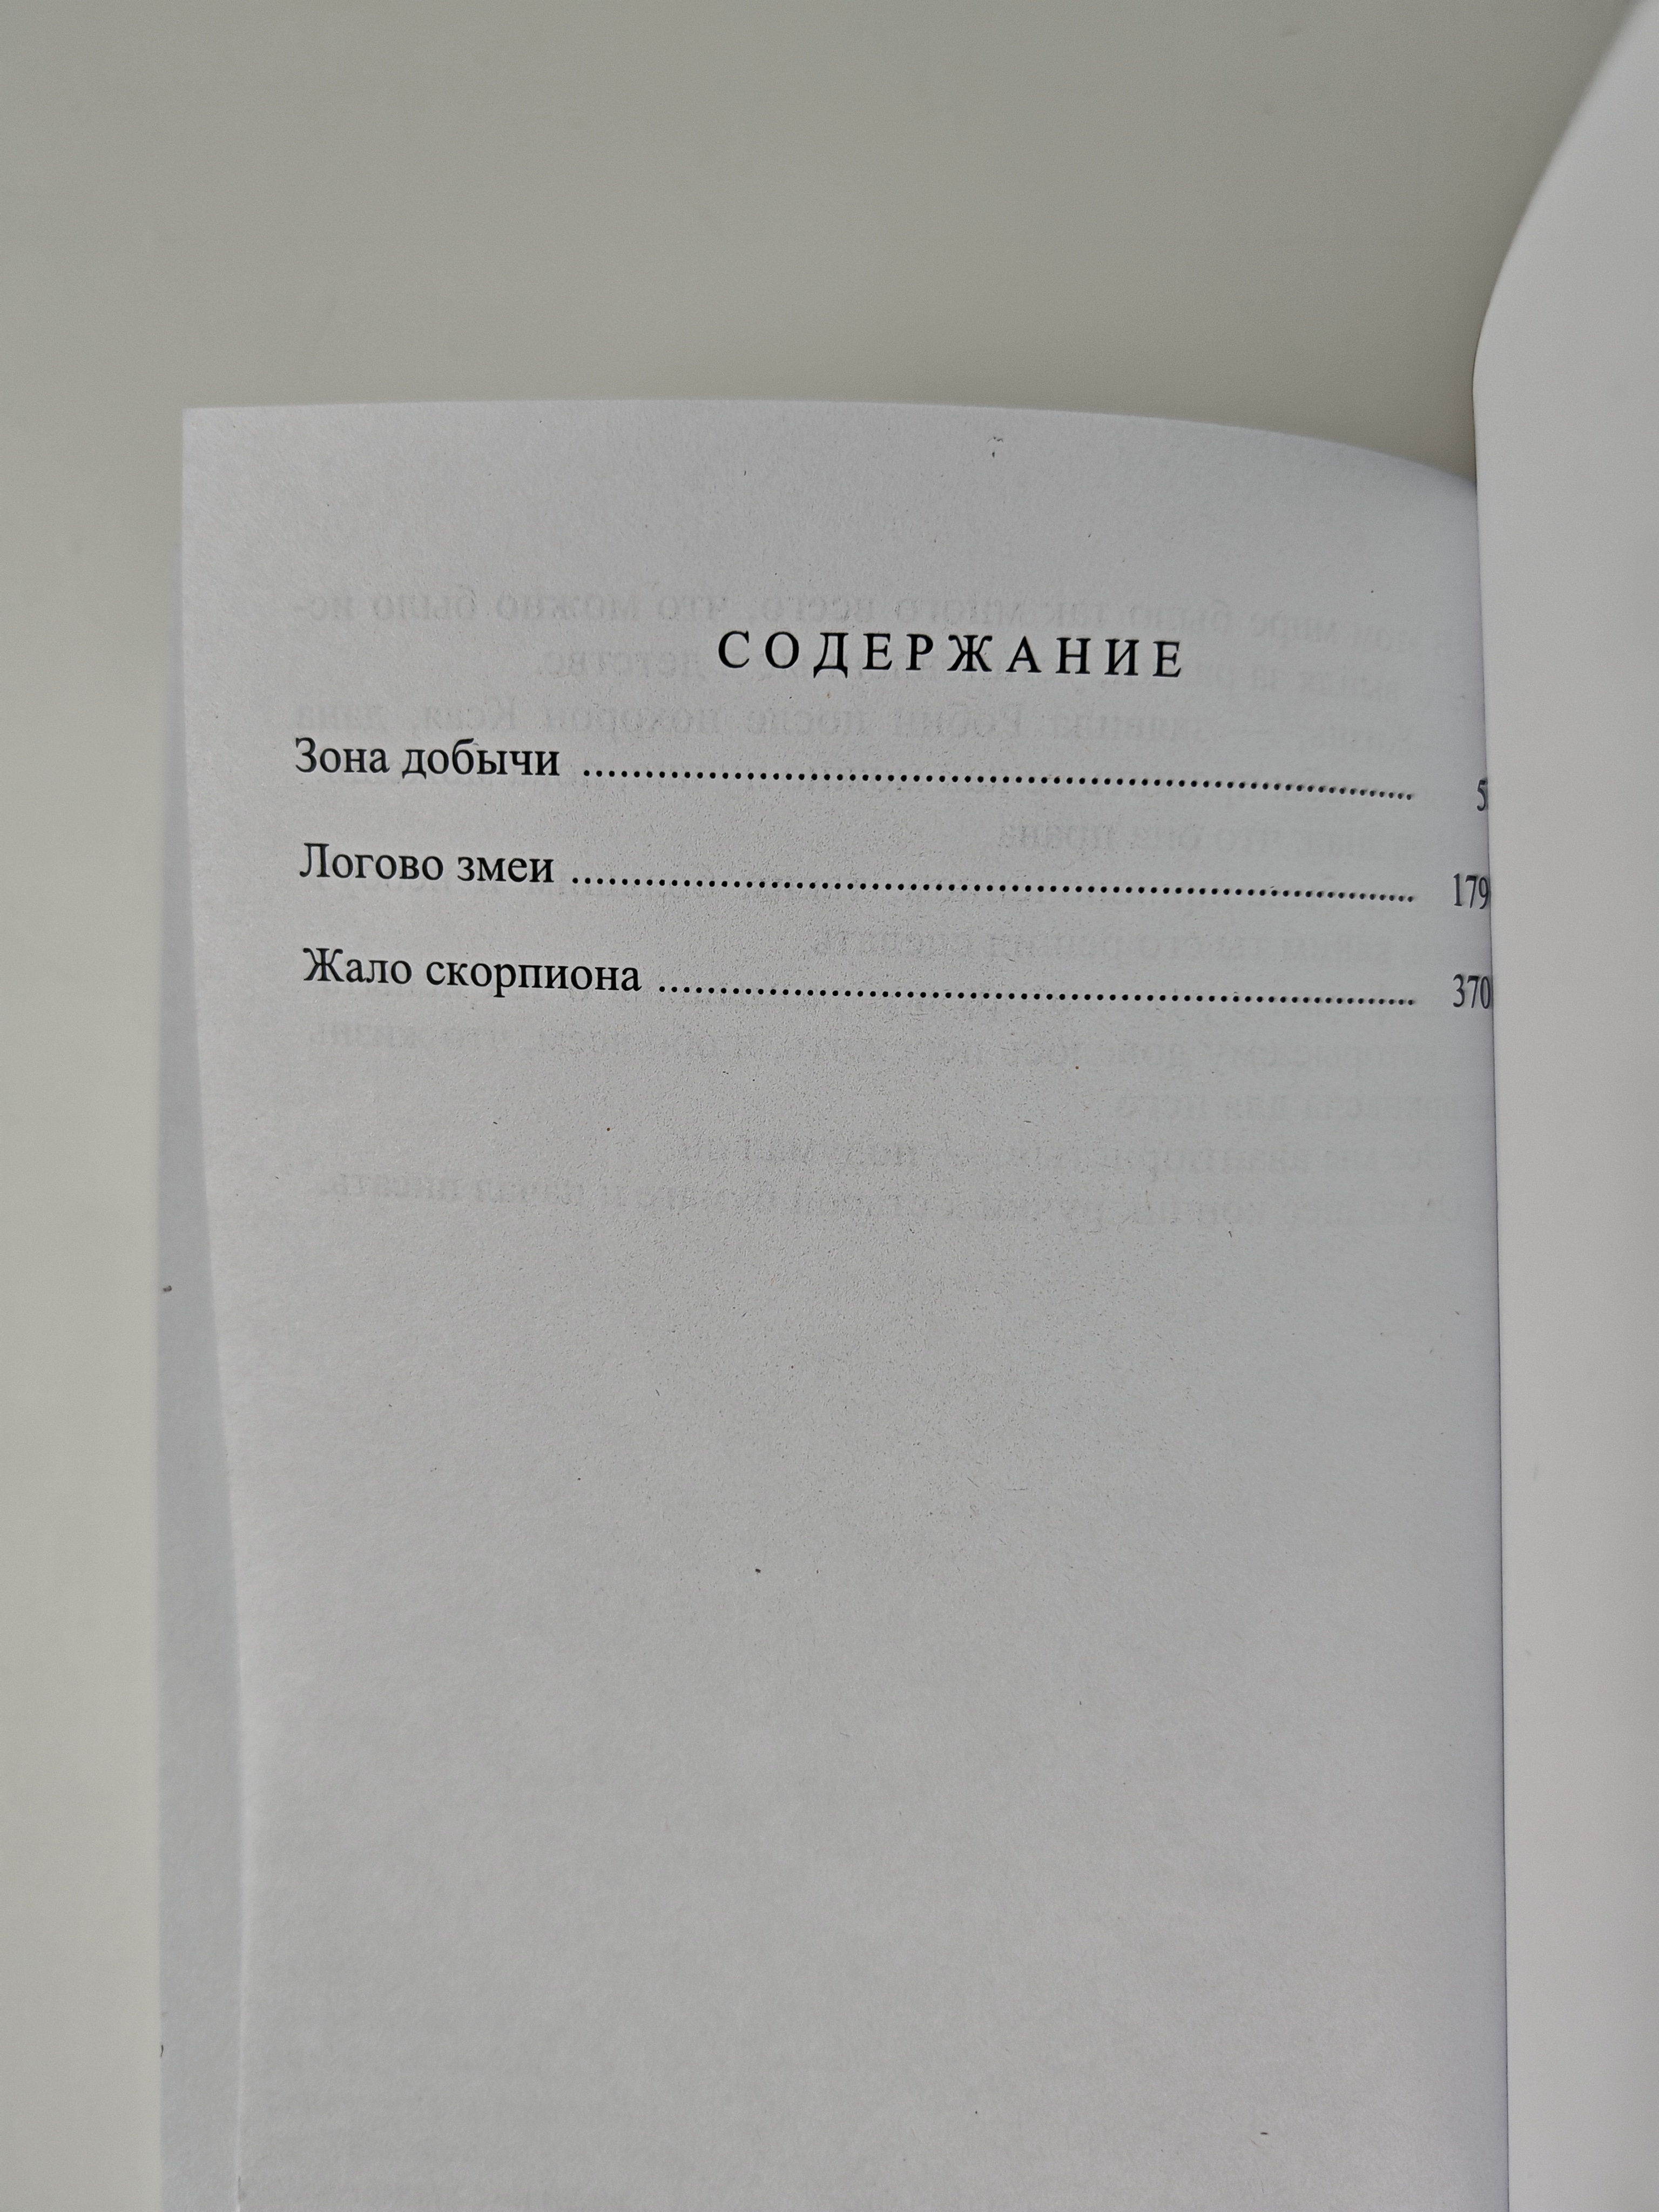 СОДЕРЖАНИЕ
Зона добычи ........................................................................ 5
Логово змеи ........................................................................ 179
Жало скорпиона ................................................................ 370